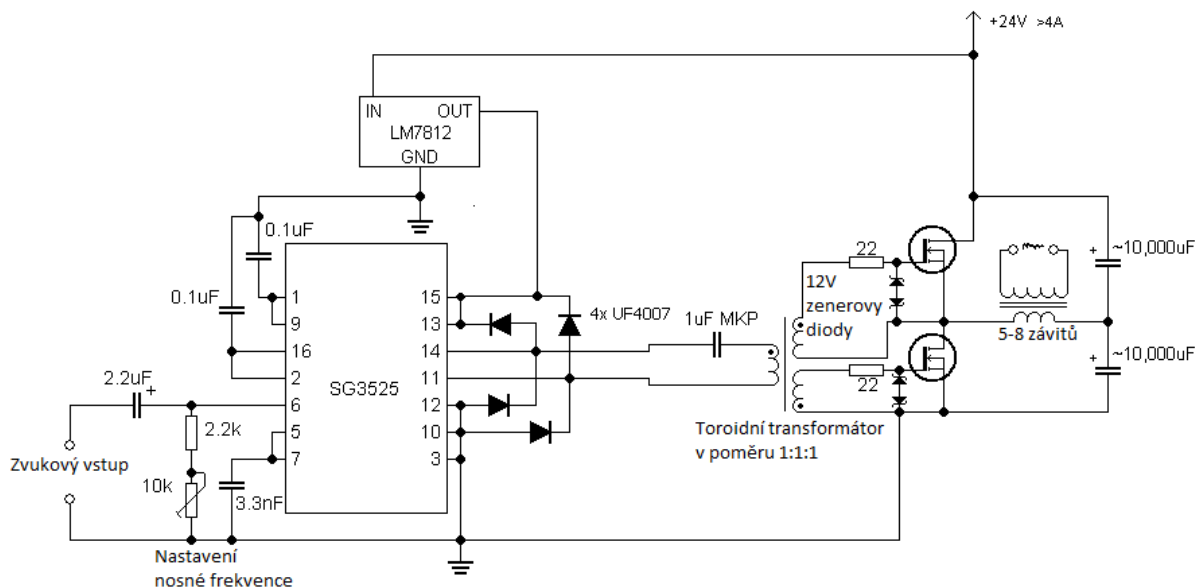 +24V >4A
IN OUT
LM7812
GND
0.1uF
0.1uF
1
9
16
2
6
5
7
15
13
14
11
12
10
3
SG3525
4x UF4007
1uF MKP
2.2uF
+
2.2k
10k
3.3nF
Zvukový vstup
Nastavení
nosné frekvence
Toroidní transformátor
v poměru 1:1:1
22
22
12V
zenerovy
diody
5-8 závitů
+
~10,000uF
+
~10,000uF